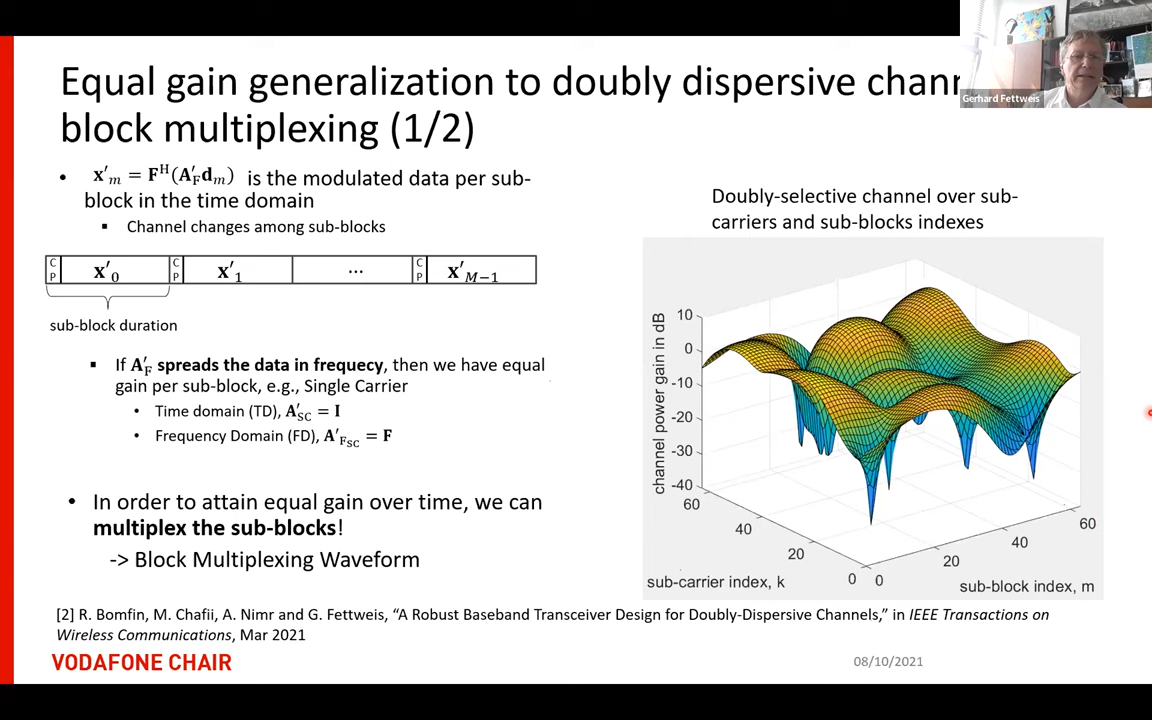 Equal gain generalization to doubly dispersive chann
block multiplexing (1/2)
Gerhard Fettweis
• x′ₘ = Fᴴ(A′_F dₘ) is the modulated data per sub-
block in the time domain
▪ Channel changes among sub-blocks
CP x′₀ CP x′₁ ... CP x′_M−1
sub-block duration
▪ If A′_F spreads the data in frequecy, then we have equal
gain per sub-block, e.g., Single Carrier
• Time domain (TD), A′_SC = I
• Frequency Domain (FD), A′_F_SC = F
• In order to attain equal gain over time, we can
multiplex the sub-blocks!
-> Block Multiplexing Waveform
Doubly-selective channel over sub-
carriers and sub-blocks indexes
channel power gain in dB
10
0
-10
-20
-30
-40
60
40
20
0
0
20
40
60
sub-carrier index, k
sub-block index, m
[2] R. Bomfin, M. Chafii, A. Nimr and G. Fettweis, “A Robust Baseband Transceiver Design for Doubly-Dispersive Channels,” in IEEE Transactions on
Wireless Communications, Mar 2021
VODAFONE CHAIR
08/10/2021